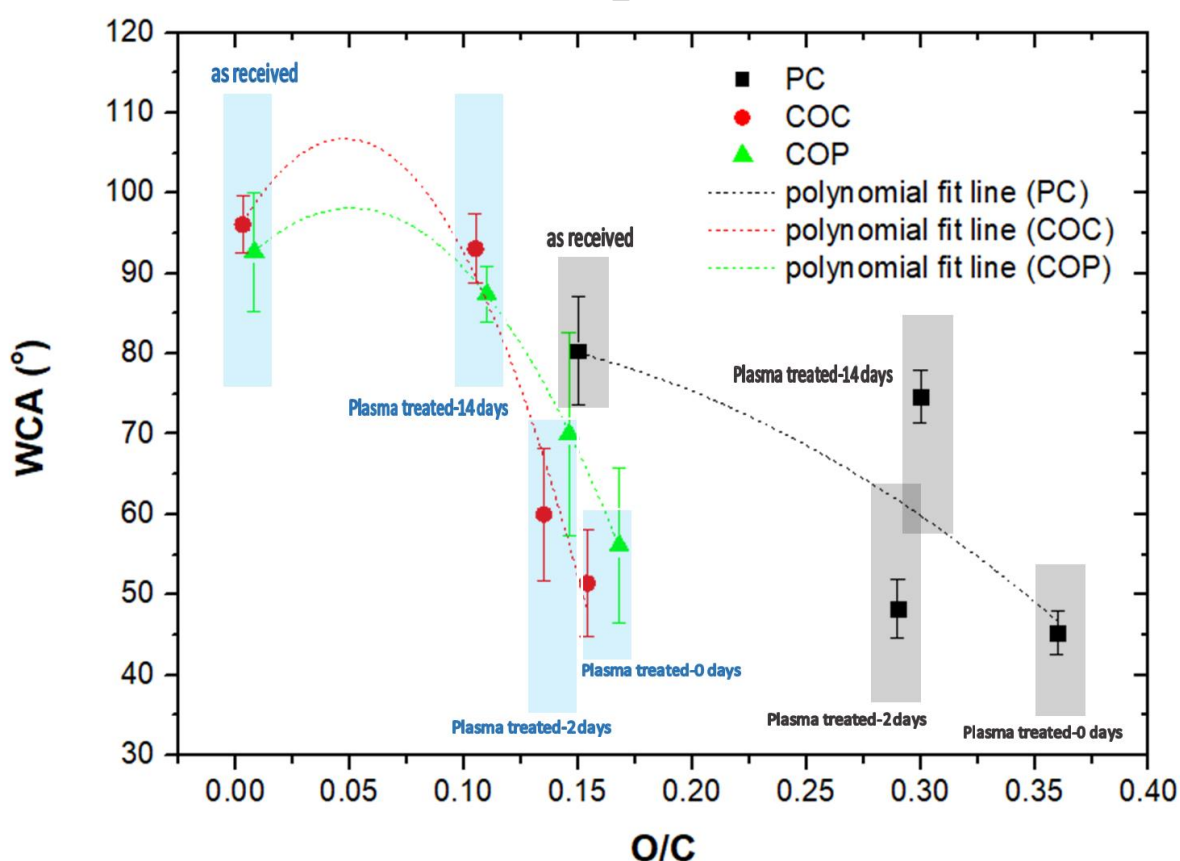 120
110
100
90
80
70
60
50
40
30
WCA (°)
as received
PC
COC
COP
polynomial fit line (PC)
polynomial fit line (COC)
polynomial fit line (COP)
as received
Plasma treated-14 days
Plasma treated-14 days
Plasma treated-0 days
Plasma treated-2 days
Plasma treated-2 days
Plasma treated-0 days
0.00 0.05 0.10 0.15 0.20 0.25 0.30 0.35 0.40
O/C